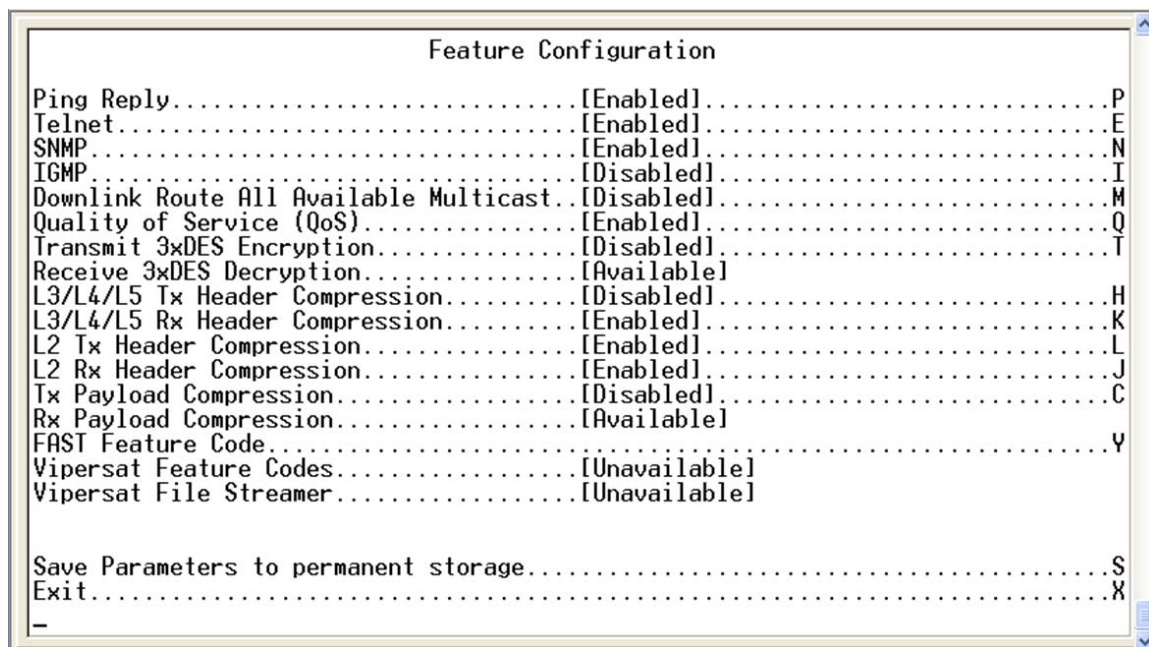 Feature Configuration
Ping Reply..............................[Enabled]..............................P
Telnet..................................[Enabled]..............................E
SNMP....................................[Enabled]..............................N
IGMP....................................[Disabled].............................I
Downlink Route All Available Multicast..[Disabled].............................M
Quality of Service (QoS)................[Enabled]..............................Q
Transmit 3xDES Encryption...............[Disabled].............................T
Receive 3xDES Decryption................[Available]
L3/L4/L5 Tx Header Compression..........[Disabled].............................H
L3/L4/L5 Rx Header Compression..........[Enabled]..............................K
L2 Tx Header Compression................[Enabled]..............................L
L2 Rx Header Compression................[Enabled]..............................J
Tx Payload Compression..................[Disabled].............................C
Rx Payload Compression..................[Available]
FAST Feature Code..............................................................Y
Vipersat Feature Codes..................[Unavailable]
Vipersat File Streamer..................[Unavailable]
Save Parameters to permanent storage...........................................S
Exit...........................................................................X
_